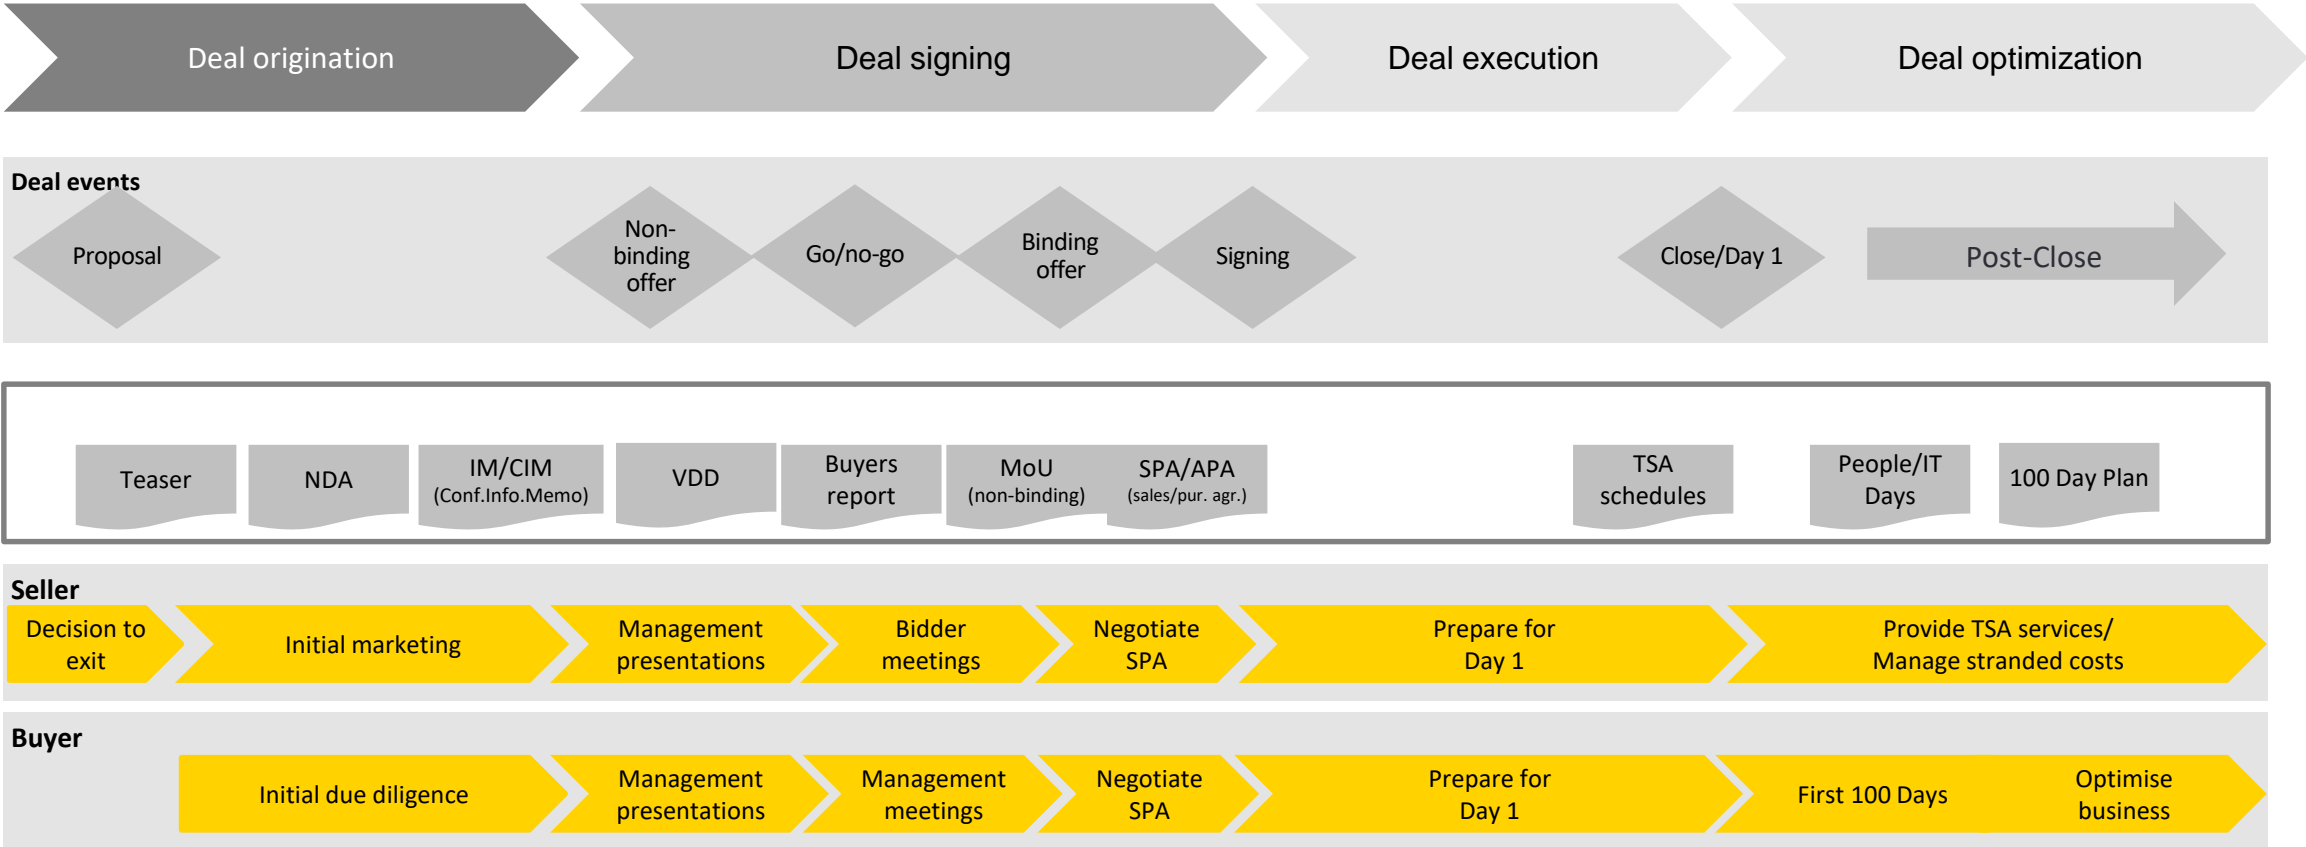 Deal origination
Deal signing
Deal execution
Deal optimization
Deal events
Proposal
Non-
binding
offer
Go/no-go
Binding
offer
Signing
Close/Day 1
Post-Close
Teaser
NDA
IM/CIM
(Conf.Info.Memo)
VDD
Buyers
report
MoU
(non-binding)
SPA/APA
(sales/pur. agr.)
TSA
schedules
People/IT
Days
100 Day Plan
Seller
Decision to
exit
Initial marketing
Management
presentations
Bidder
meetings
Negotiate
SPA
Prepare for
Day 1
Provide TSA services/
Manage stranded costs
Buyer
Initial due diligence
Management
presentations
Management
meetings
Negotiate
SPA
Prepare for
Day 1
First 100 Days
Optimise
business